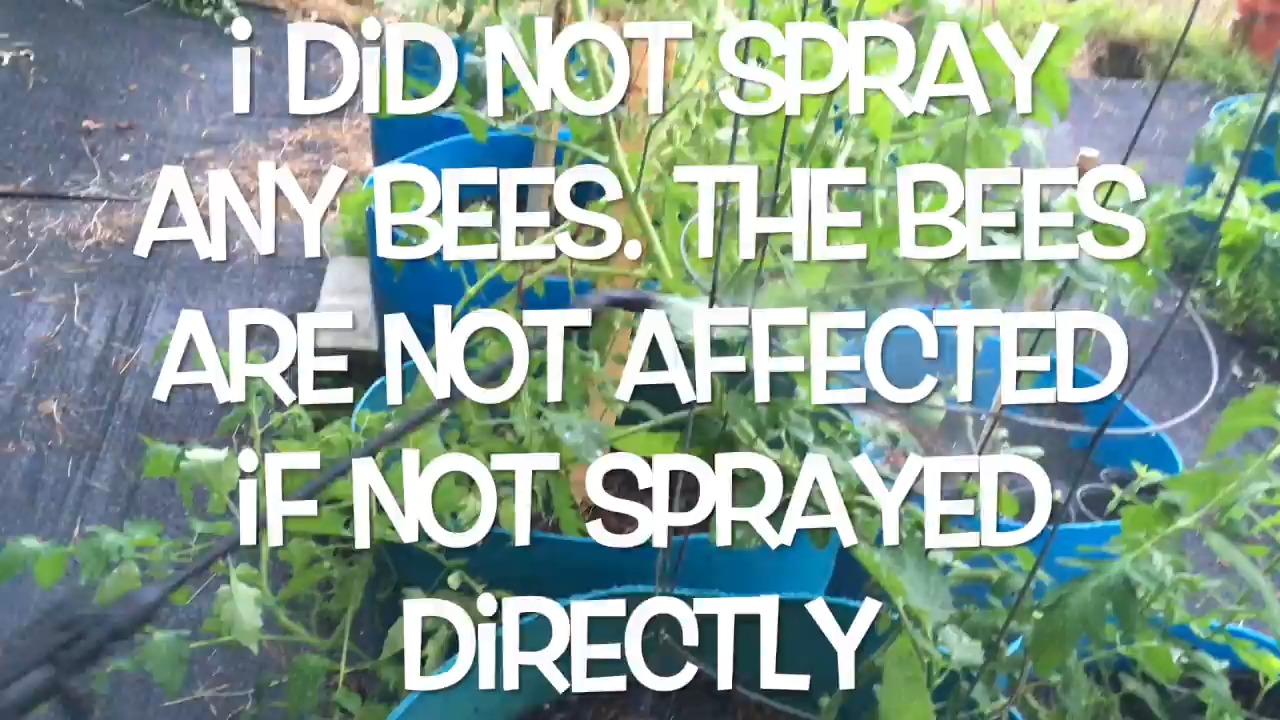 i DiD NOT SPRAY
ANY BEES. THE BEES
ARE NOT AFFECTED
iF NOT SPRAYED
DiRECTLY